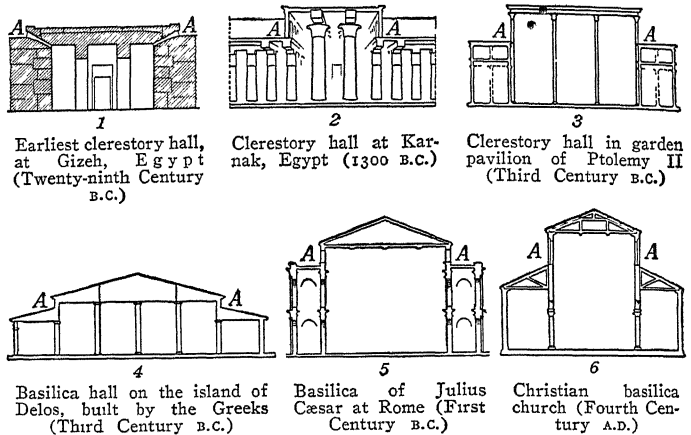 A A
A A
A A
1
2
3
Earliest clerestory hall,
at Gizeh, Egypt
(Twenty-ninth Century
B.C.)
Clerestory hall at Kar-
nak, Egypt (1300 B.C.)
Clerestory hall in garden
pavilion of Ptolemy II
(Third Century B.C.)
A A
A A
A A
4
5
6
Basilica hall on the island of
Delos, built by the Greeks
(Third Century B.C.)
Basilica of Julius
Cæsar at Rome (First
Century B.C.)
Christian basilica
church (Fourth Cen-
tury A.D.)